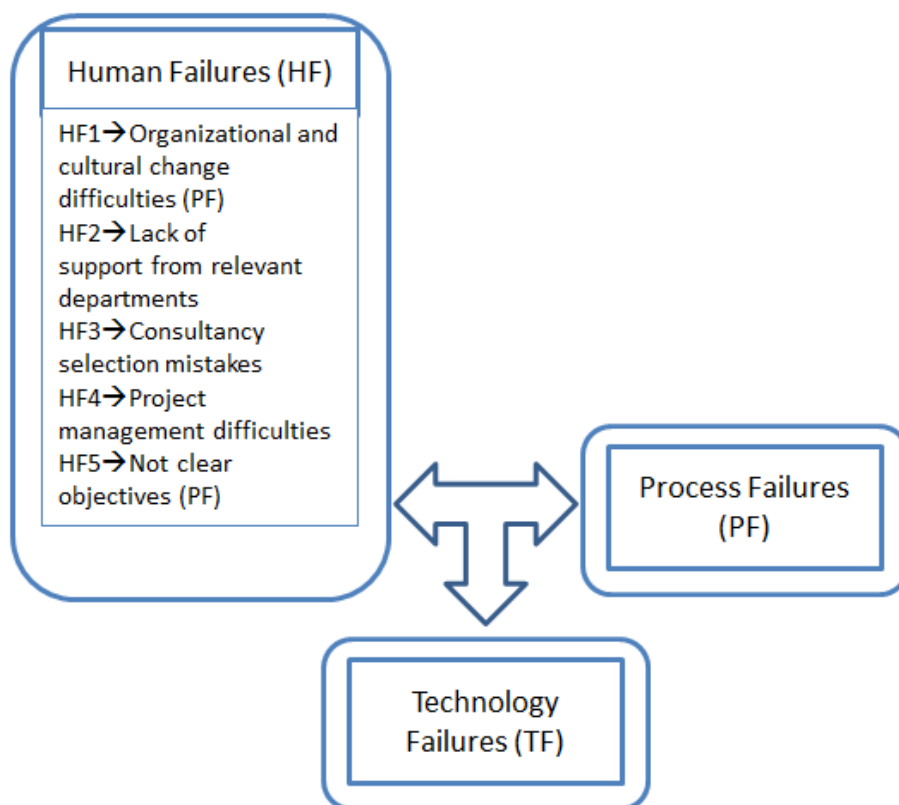 Human Failures (HF)
HF1→Organizational and
cultural change
difficulties (PF)
HF2→Lack of
support from relevant
departments
HF3→Consultancy
selection mistakes
HF4→Project
management difficulties
HF5→Not clear
objectives (PF)
Process Failures
(PF)
Technology
Failures (TF)